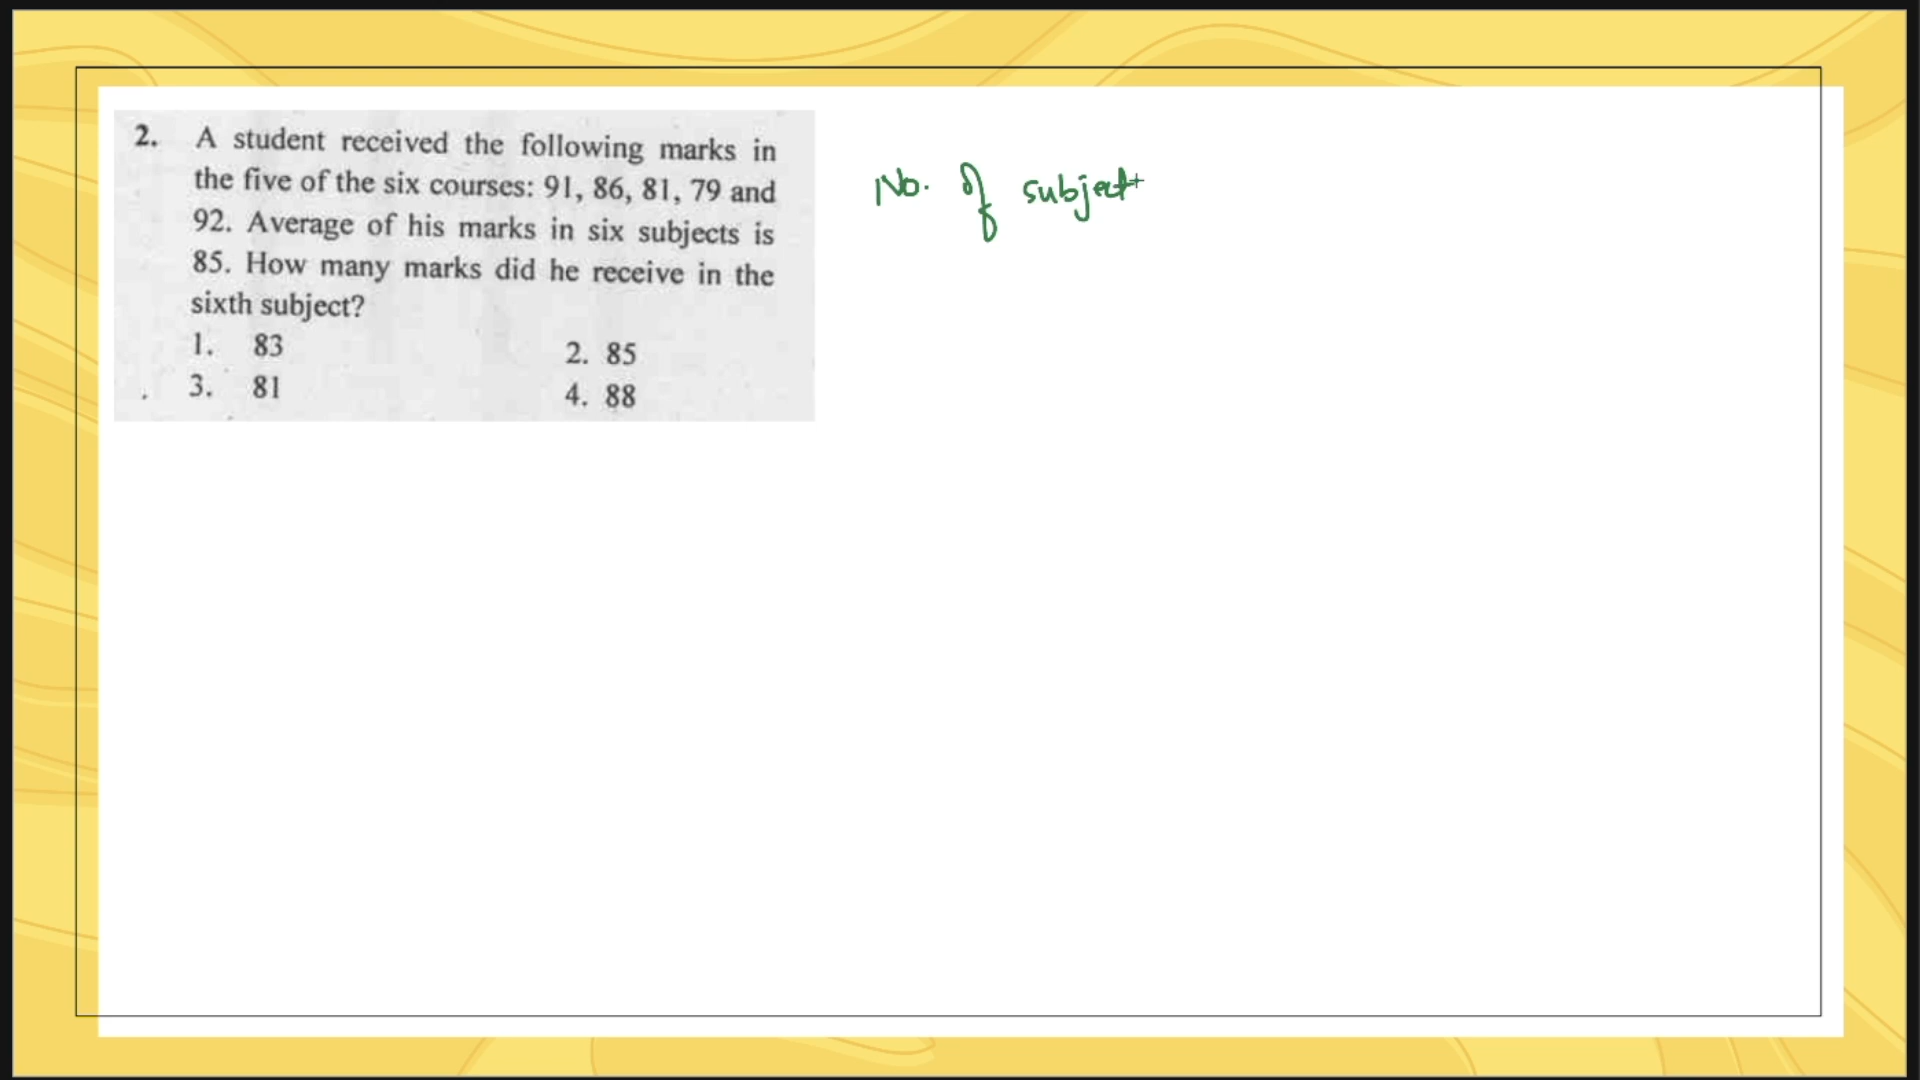 2. A student received the following marks in
the five of the six courses: 91, 86, 81, 79 and
92. Average of his marks in six subjects is
85. How many marks did he receive in the
sixth subject?
1. 83 2. 85
3. 81 4. 88
No. of subject